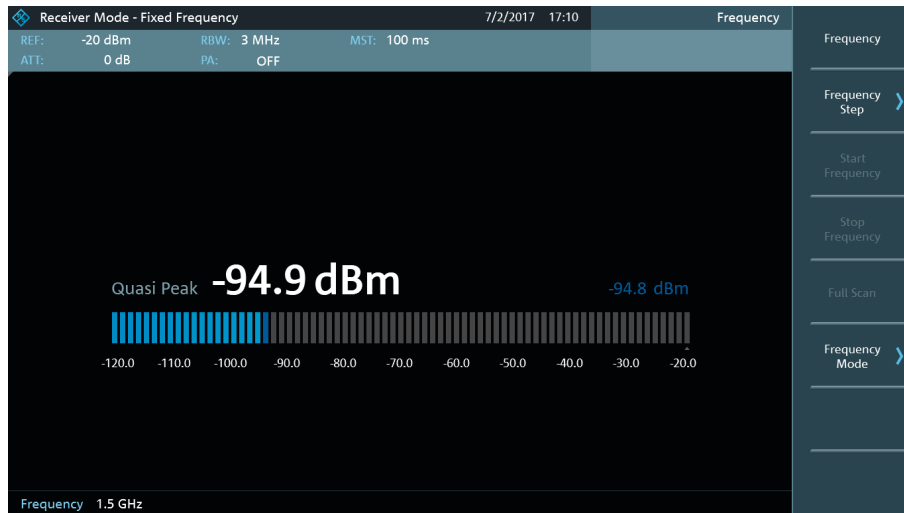 Receiver Mode - Fixed Frequency 7/2/2017 17:10 Frequency
REF: -20 dBm RBW: 3 MHz MST: 100 ms
ATT: 0 dB PA: OFF
Quasi Peak -94.9 dBm -94.8 dBm
-120.0 -110.0 -100.0 -90.0 -80.0 -70.0 -60.0 -50.0 -40.0 -30.0 -20.0
Frequency 1.5 GHz
Frequency
Frequency
Step
Start
Frequency
Stop
Frequency
Full Scan
Frequency
Mode